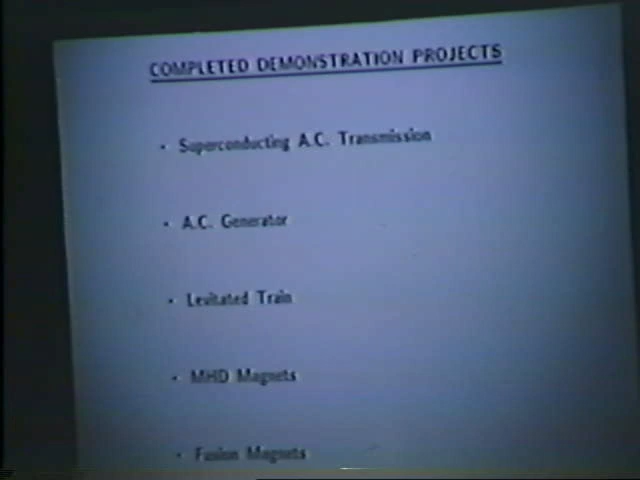 COMPLETED DEMONSTRATION PROJECTS
• Superconducting A.C. Transmission
• A.C. Generator
• Levitated Train
• MHD Magnets
• Fusion Magnets